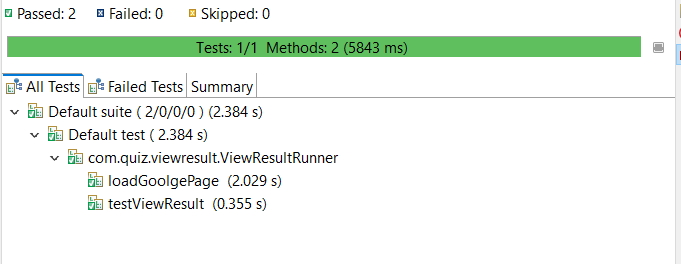 Passed: 2 Failed: 0 Skipped: 0
Tests: 1/1 Methods: 2 (5843 ms)
All Tests Failed Tests Summary
Default suite ( 2/0/0/0 ) (2.384 s)
Default test ( 2.384 s)
com.quiz.viewresult.ViewResultRunner
loadGoolgePage (2.029 s)
testViewResult (0.355 s)